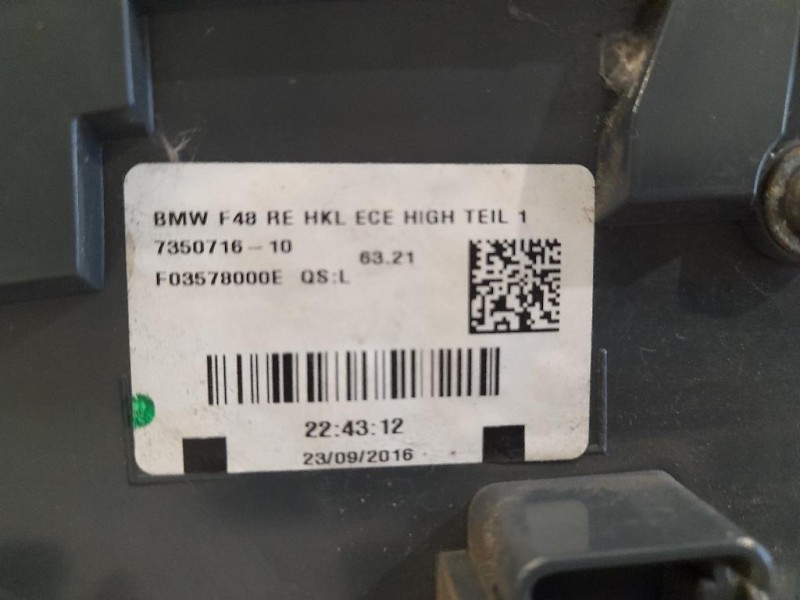 BMW F48 RE HKL ECE HIGH TEIL 1
7350716-10 63.21
F03578000E QS:L
22:43:12
23/09/2016